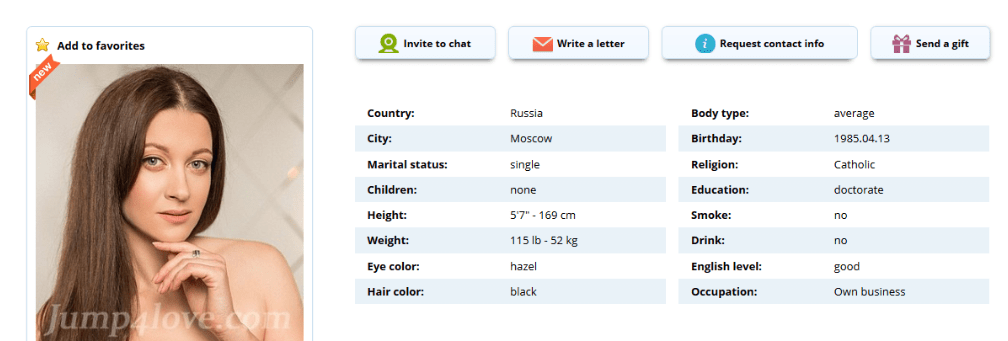 Add to favorites
new
Jump4love.com
Invite to chat
Write a letter
Request contact info
Send a gift
Country: Russia
City: Moscow
Marital status: single
Children: none
Height: 5'7" - 169 cm
Weight: 115 lb - 52 kg
Eye color: hazel
Hair color: black
Body type: average
Birthday: 1985.04.13
Religion: Catholic
Education: doctorate
Smoke: no
Drink: no
English level: good
Occupation: Own business